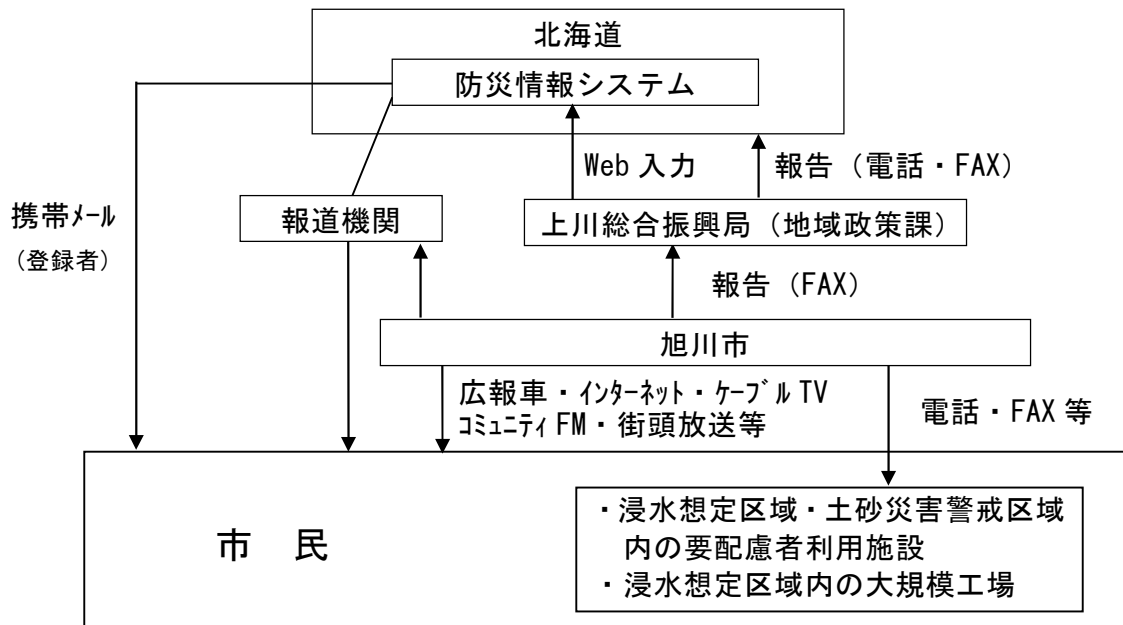 北海道
防災情報システム
Web 入力
報告（電話・FAX）
携帯ﾒｰﾙ
（登録者）
報道機関
上川総合振興局（地域政策課）
報告（FAX）
旭川市
広報車・ｲﾝﾀｰﾈｯﾄ・ｹｰﾌﾞﾙ TV
ｺﾐｭﾆﾃｨ FM・街頭放送等
電話・FAX 等
市　民
・浸水想定区域・土砂災害警戒区域
内の要配慮者利用施設
・浸水想定区域内の大規模工場